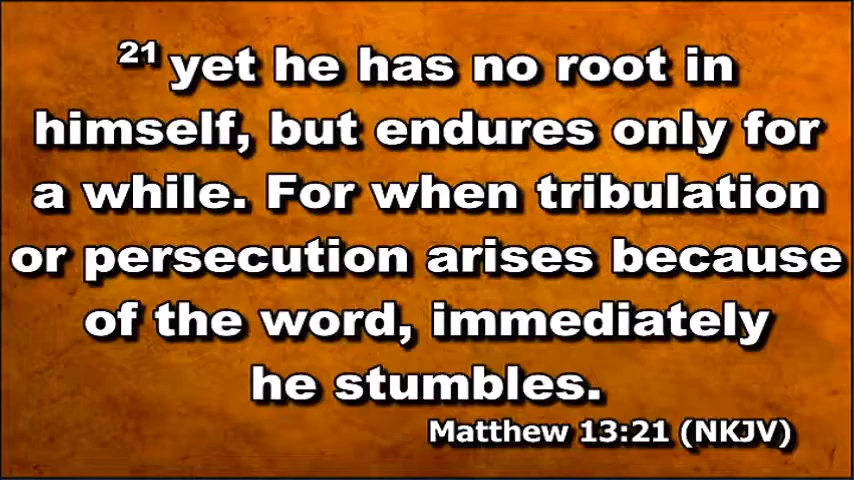 21 yet he has no root in
himself, but endures only for
a while. For when tribulation
or persecution arises because
of the word, immediately
he stumbles.
Matthew 13:21 (NKJV)